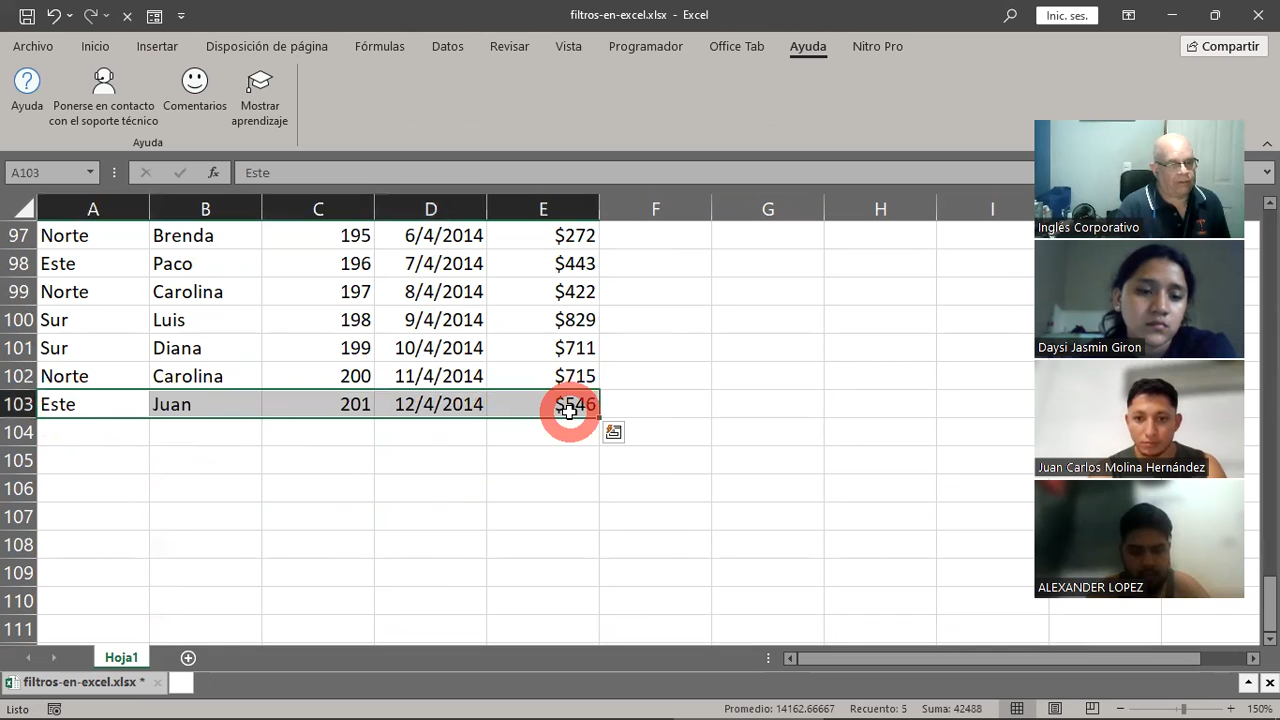 filtros-en-excel.xlsx - Excel
Inic. ses.
Archivo Inicio Insertar Disposición de página Fórmulas Datos Revisar Vista Programador Office Tab Ayuda Nitro Pro Compartir
Ayuda Ponerse en contacto con el soporte técnico Comentarios Mostrar aprendizaje
Ayuda
A103 fx Este
A B C D E F G H I
97 Norte Brenda 195 6/4/2014 $272
98 Este Paco 196 7/4/2014 $443
99 Norte Carolina 197 8/4/2014 $422
100 Sur Luis 198 9/4/2014 $829
101 Sur Diana 199 10/4/2014 $711
102 Norte Carolina 200 11/4/2014 $715
103 Este Juan 201 12/4/2014 $546
104
105
106
107
108
109
110
111
Inglés Corporativo
Daysi Jasmin Giron
Juan Carlos Molina Hernández
ALEXANDER LOPEZ
Hoja1
filtros-en-excel.xlsx *
Listo Promedio: 14162.66667 Recuento: 5 Suma: 42488 150%